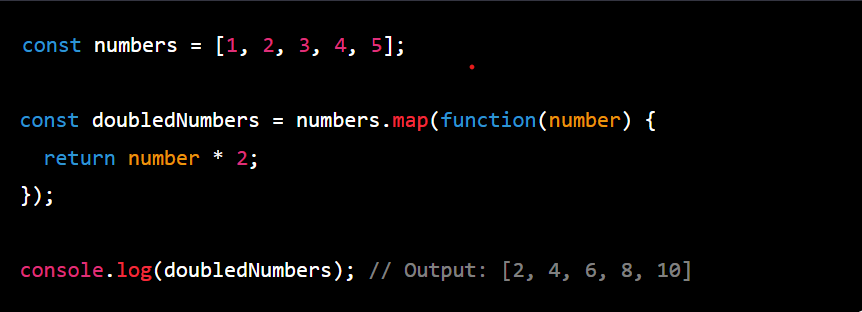 const numbers = [1, 2, 3, 4, 5];
const doubledNumbers = numbers.map(function(number) {
  return number * 2;
});
console.log(doubledNumbers); // Output: [2, 4, 6, 8, 10]